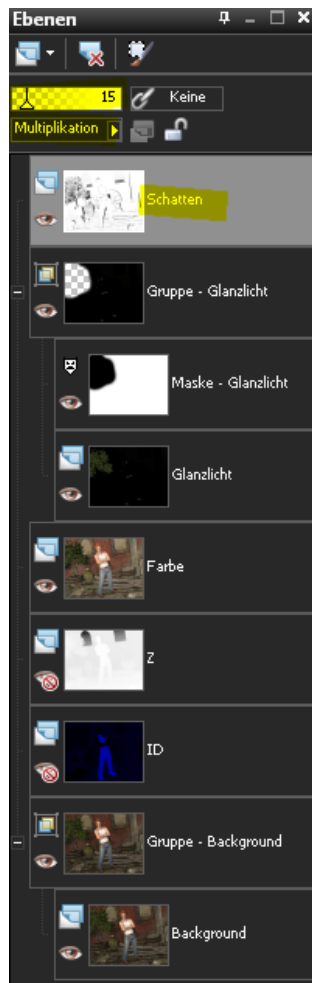 Ebenen
15
Keine
Multiplikation
Schatten
Gruppe - Glanzlicht
Maske - Glanzlicht
Glanzlicht
Farbe
Z
ID
Gruppe - Background
Background